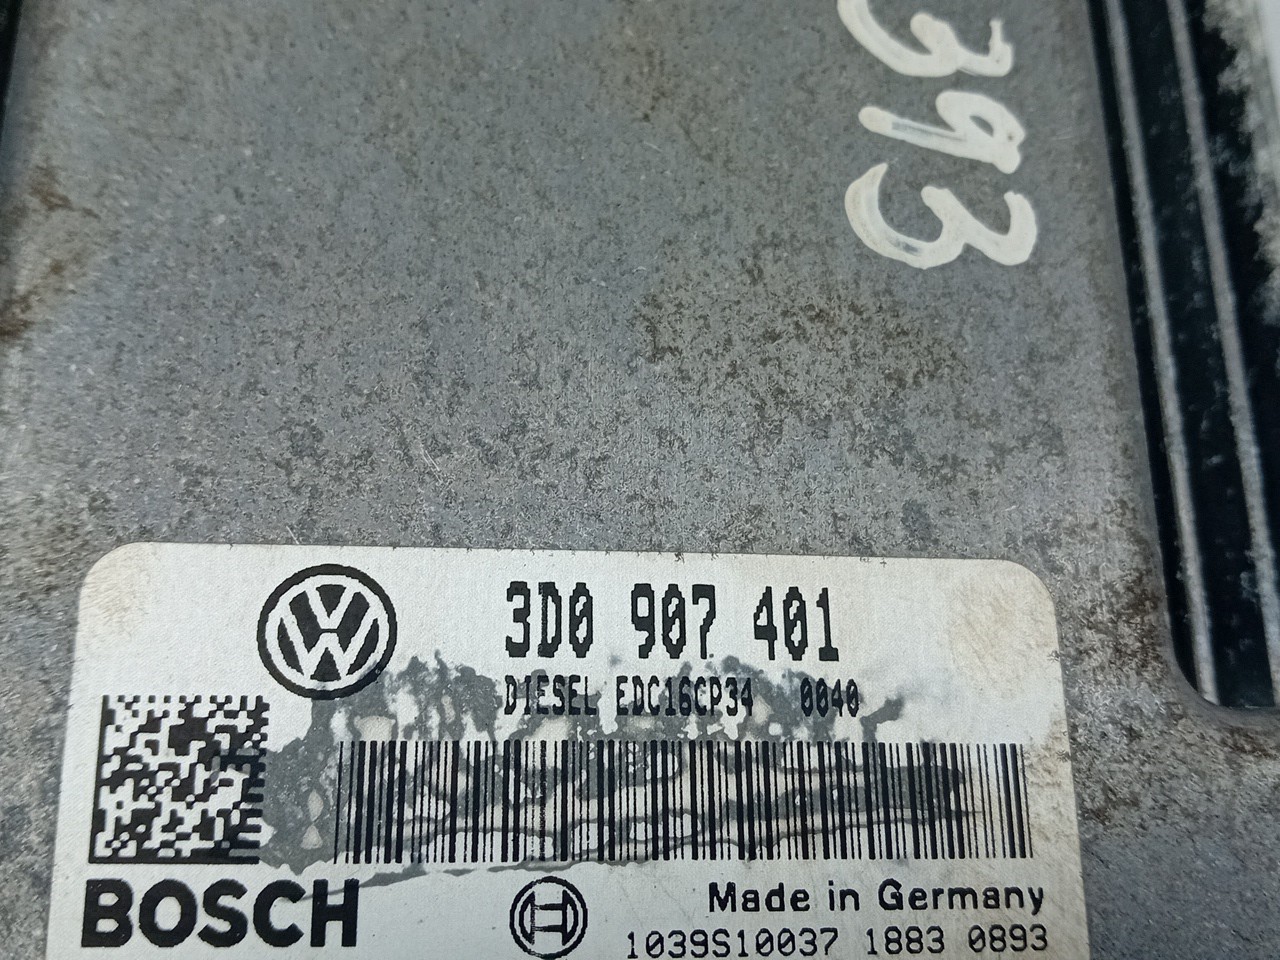 393
3D0 907 401
DIESEL EDC16CP34 0040
BOSCH
Made in Germany
1039S10037 1883 0893